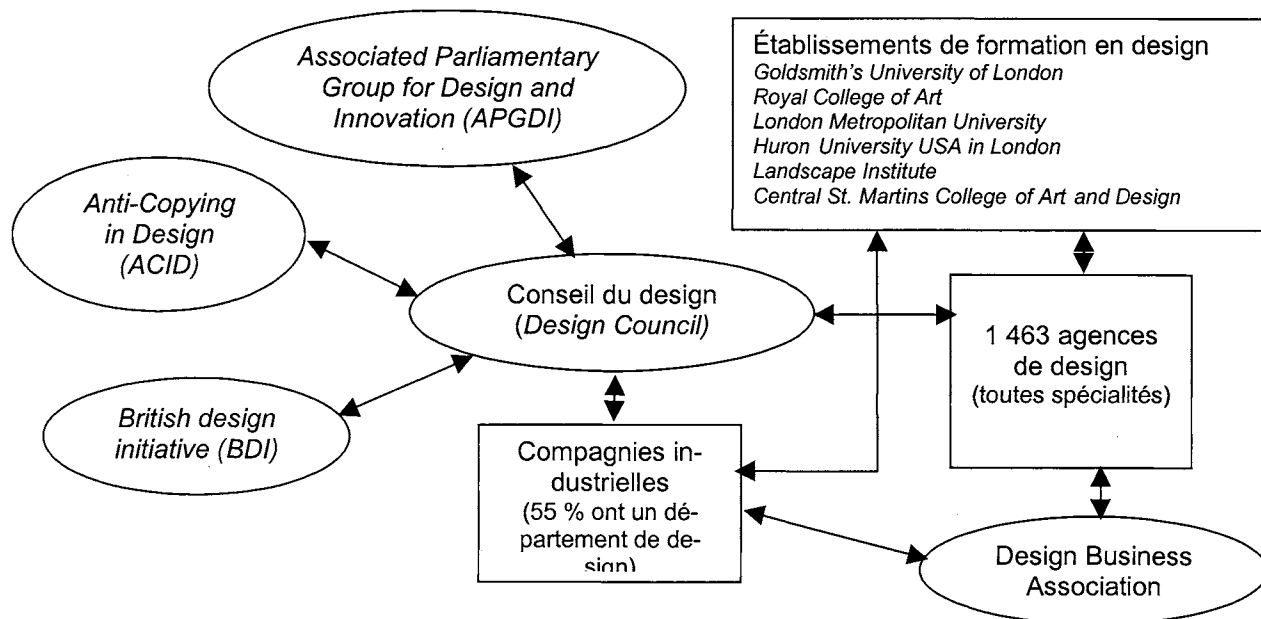 Associated Parliamentary
Group for Design and
Innovation (APGDI)
Établissements de formation en design
Goldsmith's University of London
Royal College of Art
London Metropolitan University
Huron University USA in London
Landscape Institute
Central St. Martins College of Art and Design
Anti-Copying
in Design
(ACID)
Conseil du design
(Design Council)
1 463 agences
de design
(toutes spécialités)
British design
initiative (BDI)
Compagnies in-
dustrielles
(55 % ont un dé-
partement de de-
sign)
Design Business
Association